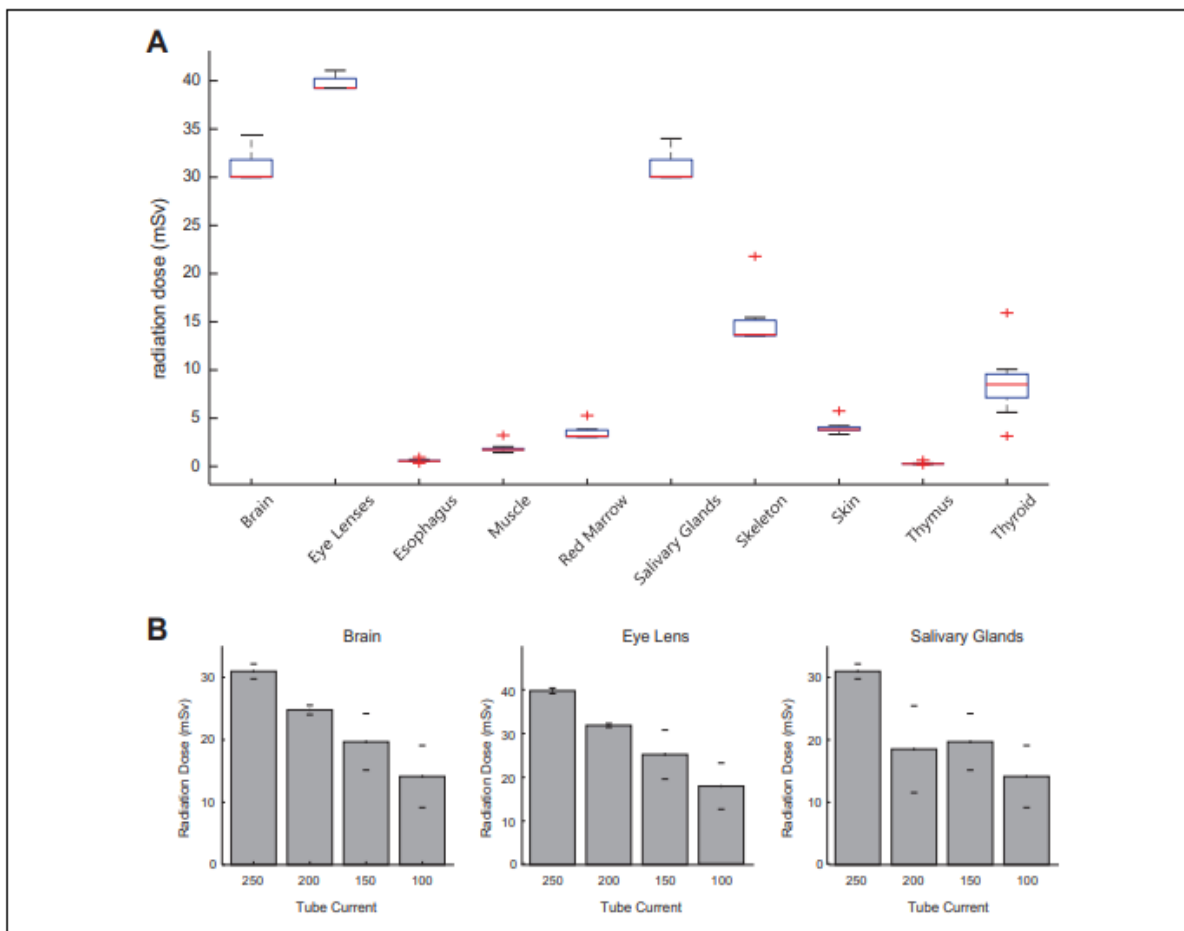 A
radiation dose (mSv)
40
35
30
25
20
15
10
5
0
Brain
Eye Lenses
Esophagus
Muscle
Red Marrow
Salivary Glands
Skeleton
Skin
Thymus
Thyroid
B
Brain
Radiation Dose (mSv)
30
20
10
0
250 200 150 100
Tube Current
Eye Lens
Radiation Dose (mSv)
40
30
20
10
0
250 200 150 100
Tube Current
Salivary Glands
Radiation Dose (mSv)
30
20
10
0
250 200 150 100
Tube Current